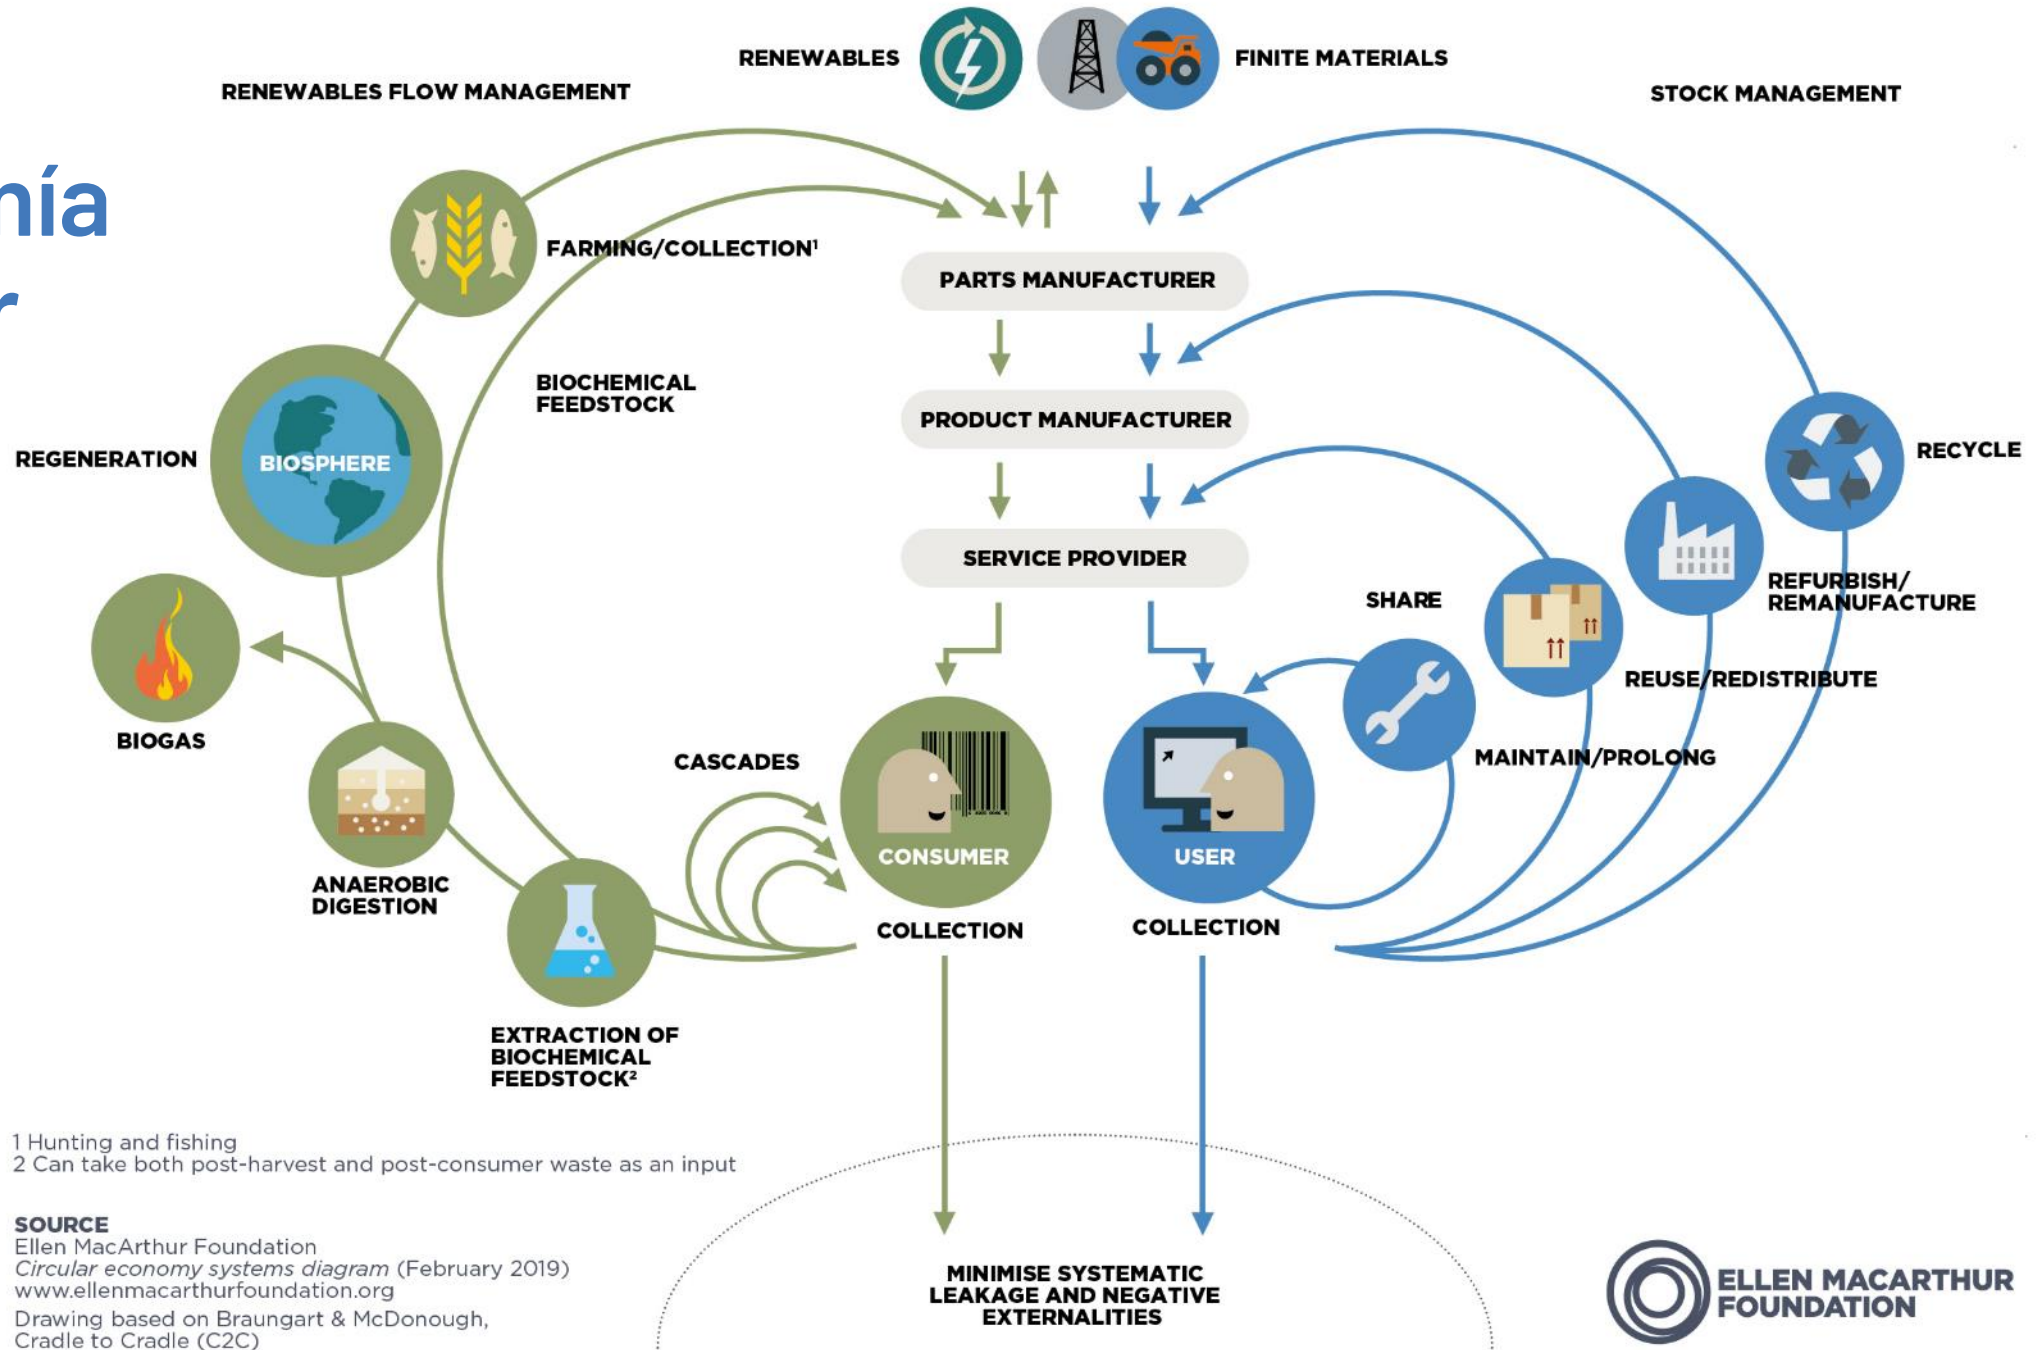 RENEWABLES
FINITE MATERIALS
RENEWABLES FLOW MANAGEMENT
STOCK MANAGEMENT
FARMING/COLLECTION¹
PARTS MANUFACTURER
BIOCHEMICAL
FEEDSTOCK
PRODUCT MANUFACTURER
REGENERATION
BIOSPHERE
RECYCLE
SERVICE PROVIDER
SHARE
REFURBISH/
REMANUFACTURE
REUSE/REDISTRIBUTE
BIOGAS
MAINTAIN/PROLONG
CASCADES
CONSUMER
USER
ANAEROBIC
DIGESTION
COLLECTION
COLLECTION
EXTRACTION OF
BIOCHEMICAL
FEEDSTOCK²
1 Hunting and fishing
2 Can take both post-harvest and post-consumer waste as an input
SOURCE
Ellen MacArthur Foundation
Circular economy systems diagram (February 2019)
www.ellenmacarthurfoundation.org
Drawing based on Braungart & McDonough,
Cradle to Cradle (C2C)
MINIMISE SYSTEMATIC
LEAKAGE AND NEGATIVE
EXTERNALITIES
ELLEN MACARTHUR
FOUNDATION